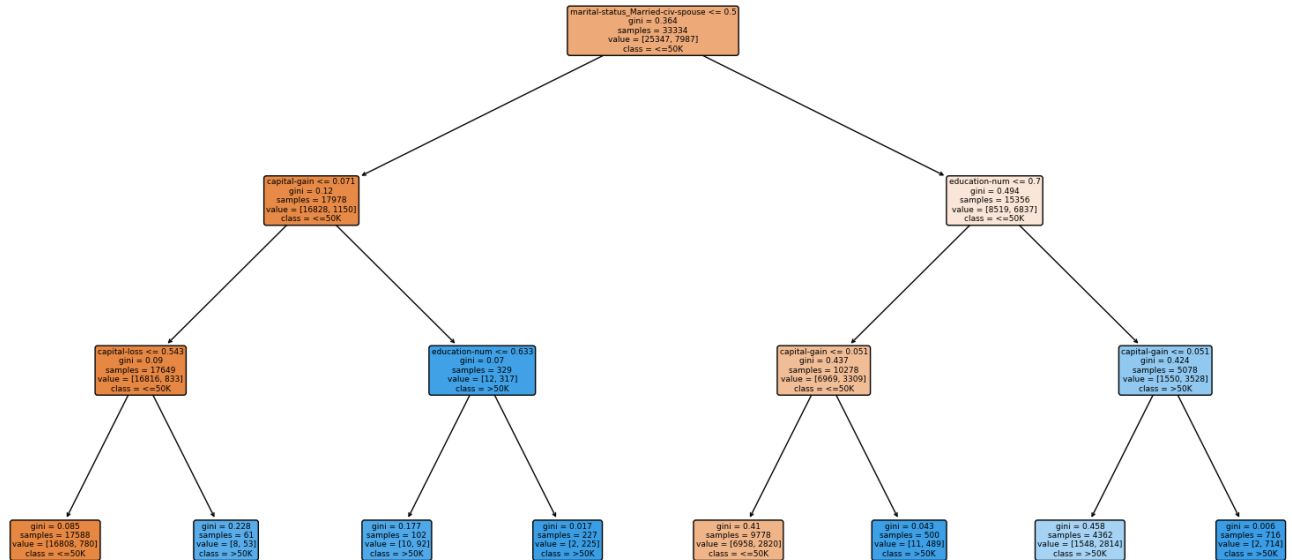 marital-status_Married-civ-spouse <= 0.5
gini = 0.364
samples = 33334
value = [25347, 7987]
class = <=50K
capital-gain <= 0.071
gini = 0.12
samples = 17978
value = [16828, 1150]
class = <=50K
education-num <= 0.7
gini = 0.494
samples = 15356
value = [8519, 6837]
class = <=50K
capital-loss <= 0.543
gini = 0.09
samples = 17649
value = [16816, 833]
class = <=50K
education-num <= 0.633
gini = 0.07
samples = 329
value = [12, 317]
class = >50K
capital-gain <= 0.051
gini = 0.437
samples = 10278
value = [6969, 3309]
class = <=50K
capital-gain <= 0.051
gini = 0.424
samples = 5078
value = [1550, 3528]
class = >50K
gini = 0.085
samples = 17588
value = [16808, 780]
class = <=50K
gini = 0.228
samples = 61
value = [8, 53]
class = >50K
gini = 0.177
samples = 102
value = [10, 92]
class = >50K
gini = 0.017
samples = 227
value = [2, 225]
class = >50K
gini = 0.41
samples = 9778
value = [6958, 2820]
class = <=50K
gini = 0.043
samples = 500
value = [11, 489]
class = >50K
gini = 0.458
samples = 4362
value = [1548, 2814]
class = >50K
gini = 0.006
samples = 716
value = [2, 714]
class = >50K